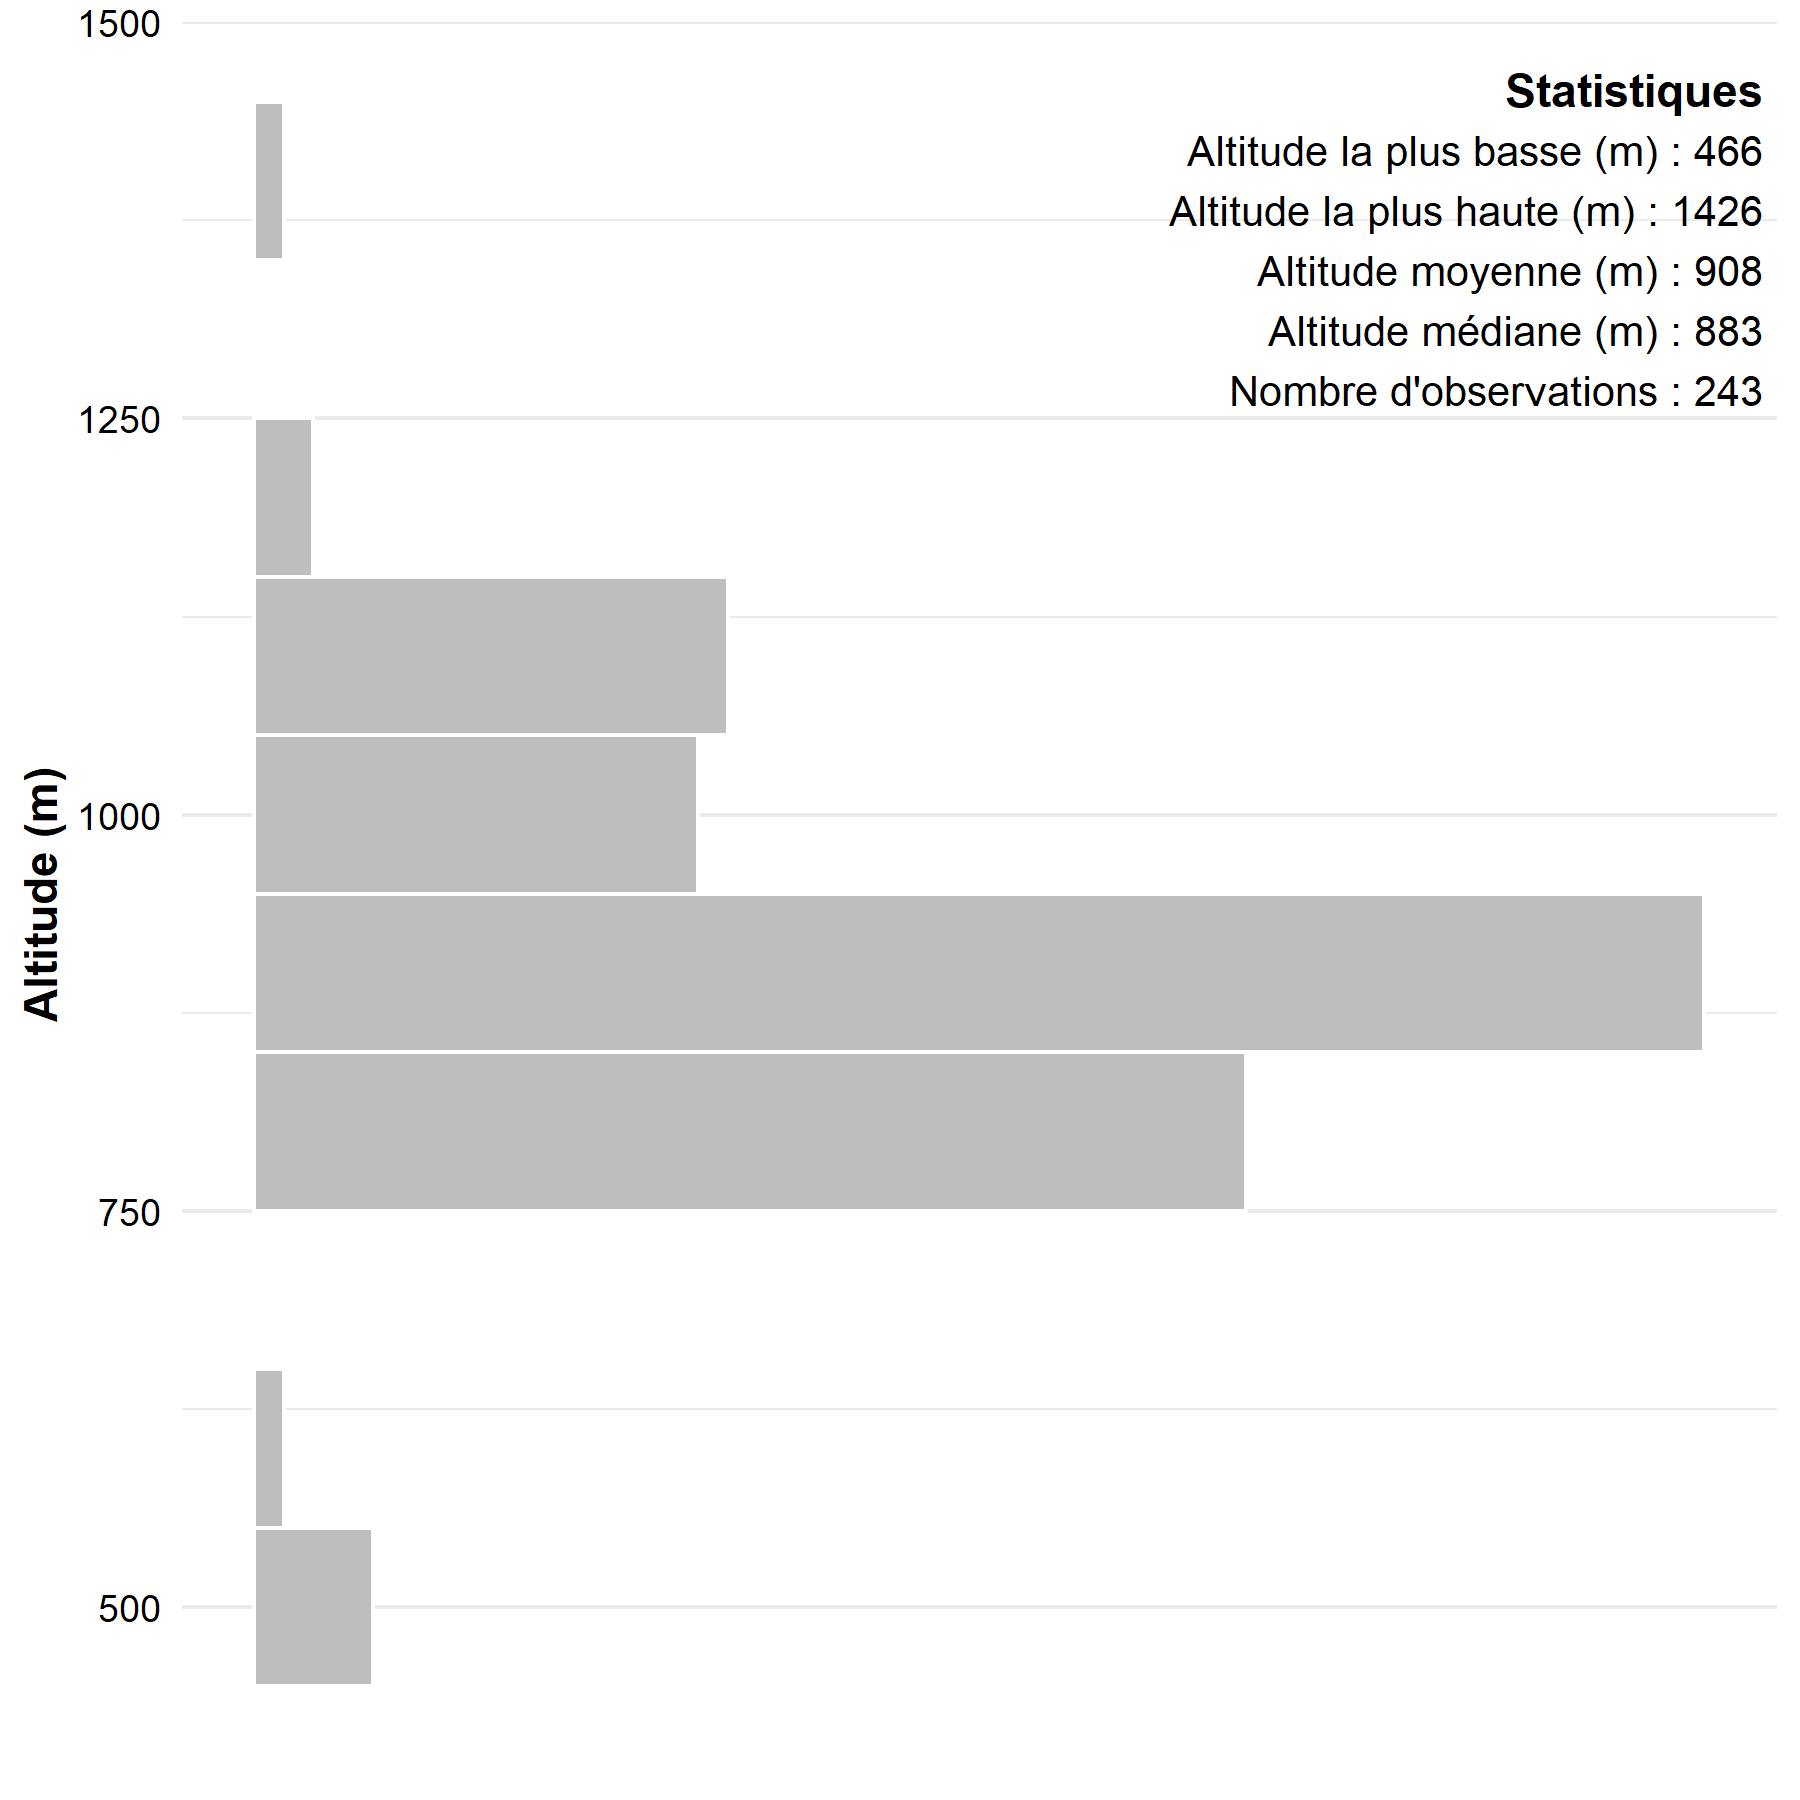 1500
Statistiques
Altitude la plus basse (m) : 466
Altitude la plus haute (m) : 1426
Altitude moyenne (m) : 908
Altitude médiane (m) : 883
Nombre d'observations : 243
1250
1000
Altitude (m)
750
500